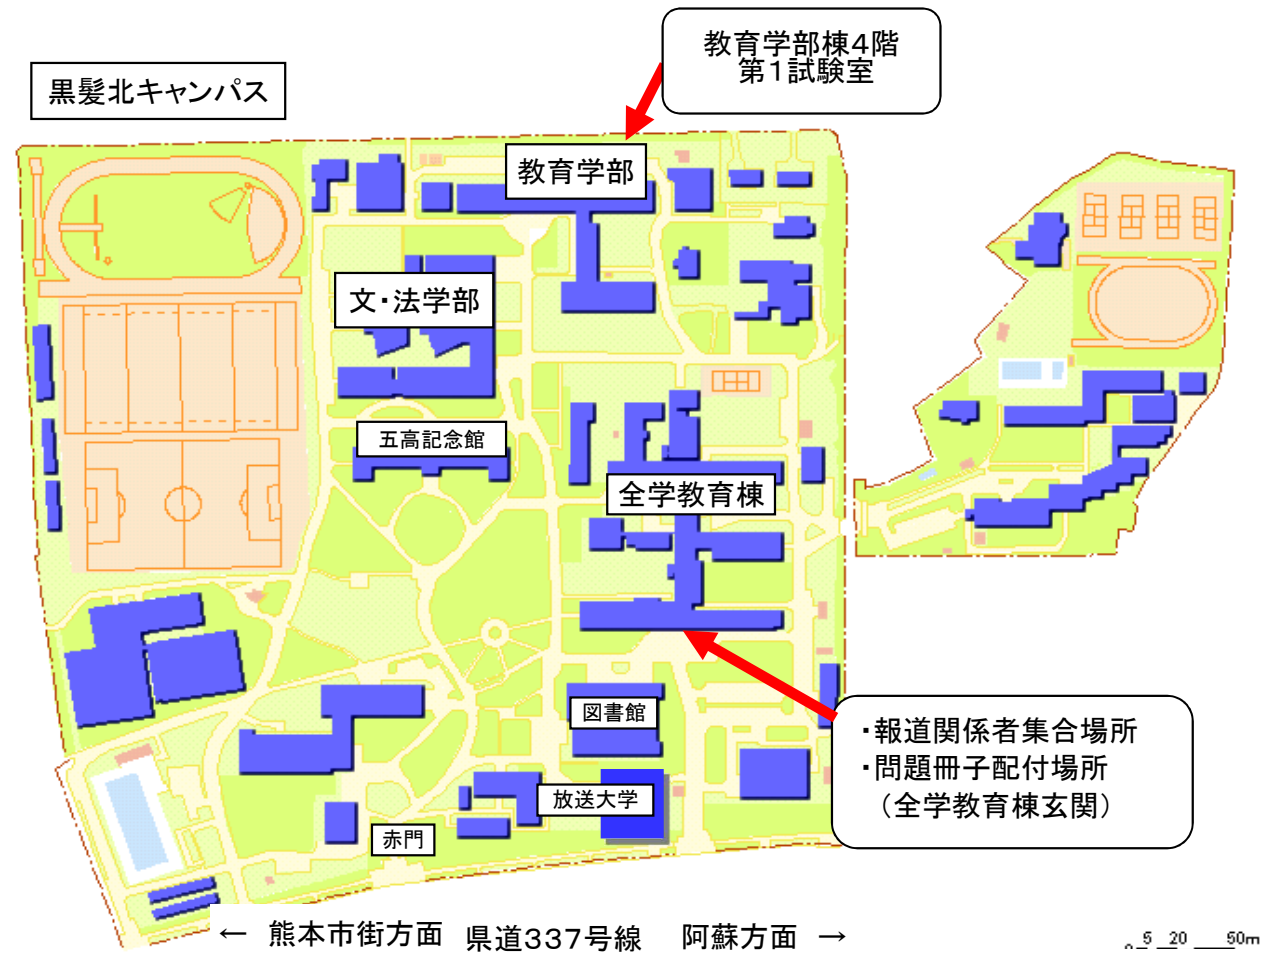 教育学部棟４階
第１試験室
黒髪北キャンパス
教育学部
文・法学部
五高記念館
全学教育棟
図書館
・報道関係者集合場所
・問題冊子配付場所
（全学教育棟玄関）
放送大学
赤門
← 熊本市街方面 県道３３７号線 阿蘇方面 →
0 5 20 50m